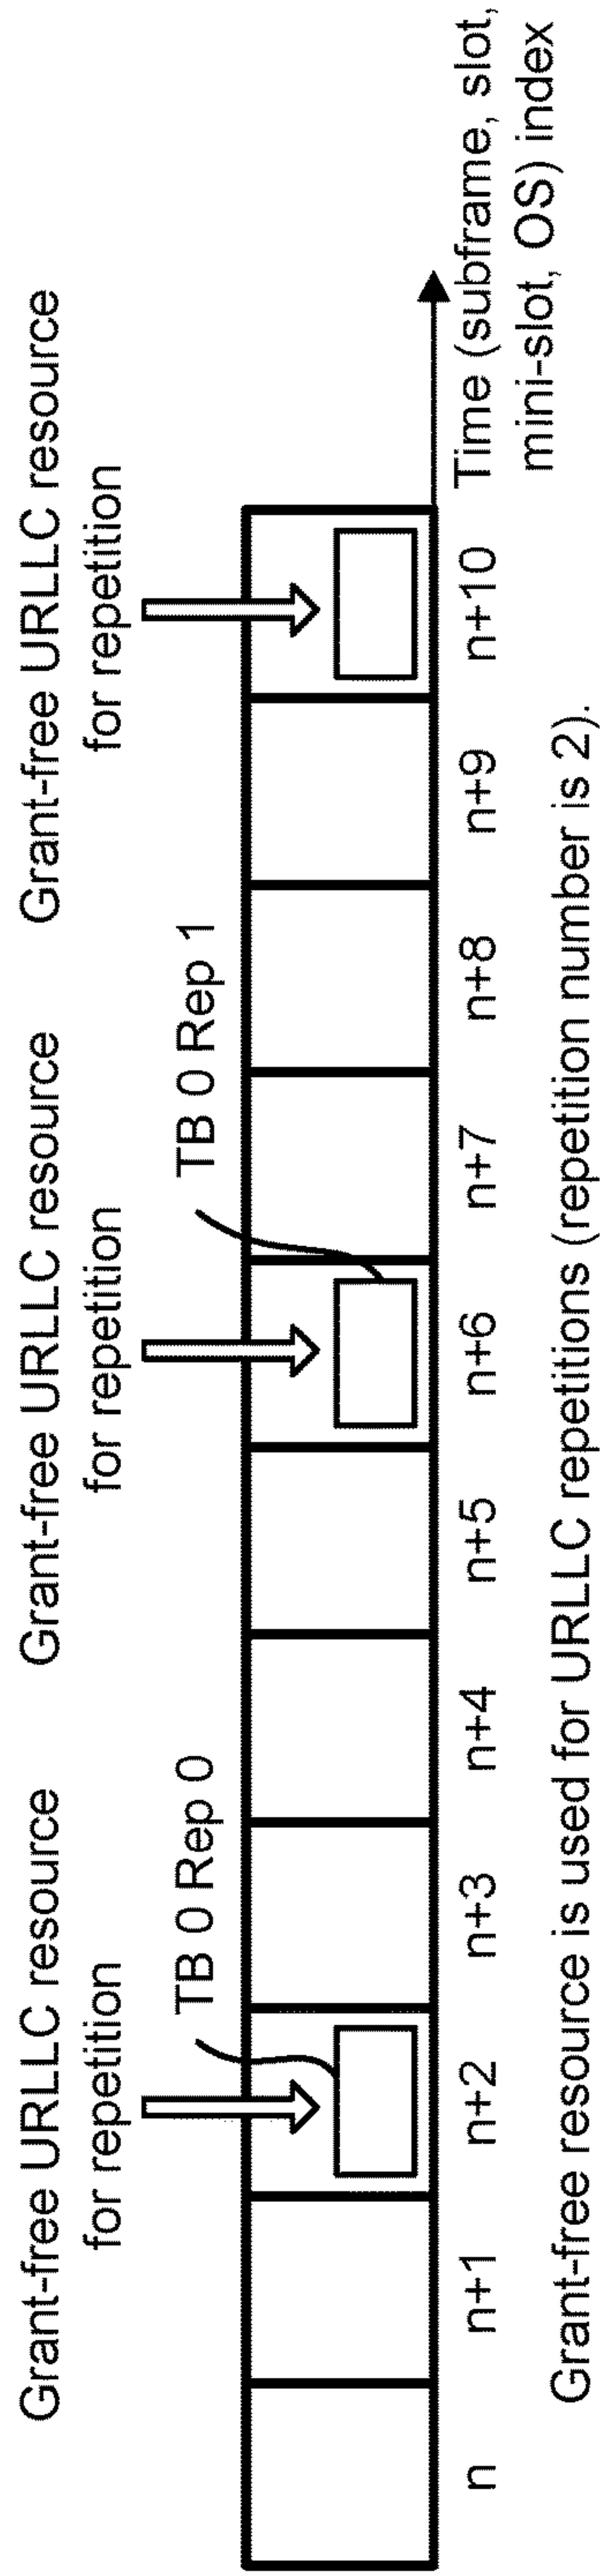 Grant-free URLLC resource
for repetition
Grant-free URLLC resource
for repetition
Grant-free URLLC resource
for repetition
TB 0 Rep 0
TB 0 Rep 1
n
n+1
n+2
n+3
n+4
n+5
n+6
n+7
n+8
n+9
n+10
Time (subframe, slot,
mini-slot, OS) index
Grant-free resource is used for URLLC repetitions (repetition number is 2).